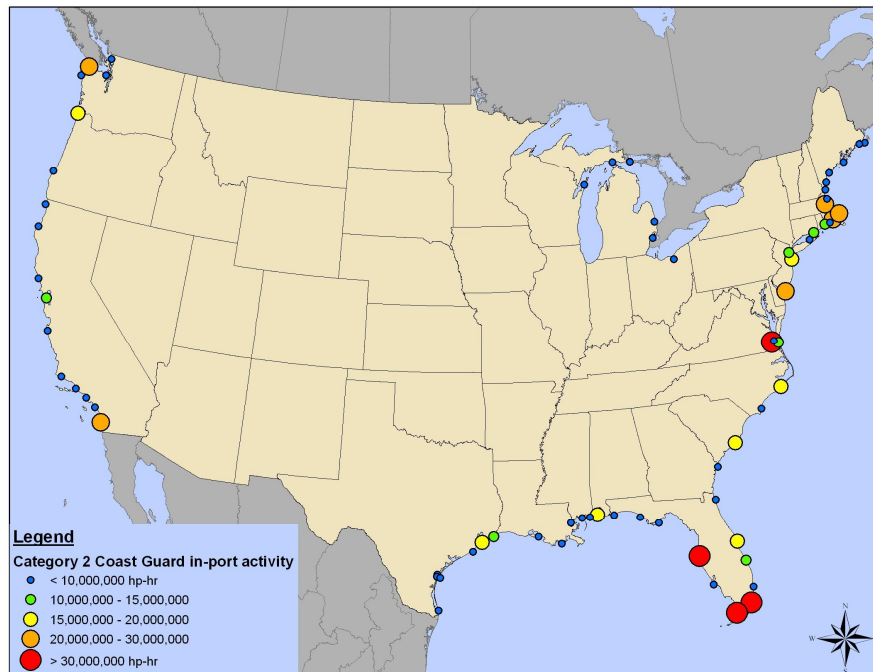 N
W
E
S
Legend
Category 2 Coast Guard in-port activity
< 10,000,000 hp-hr
10,000,000 - 15,000,000
15,000,000 - 20,000,000
20,000,000 - 30,000,000
> 30,000,000 hp-hr